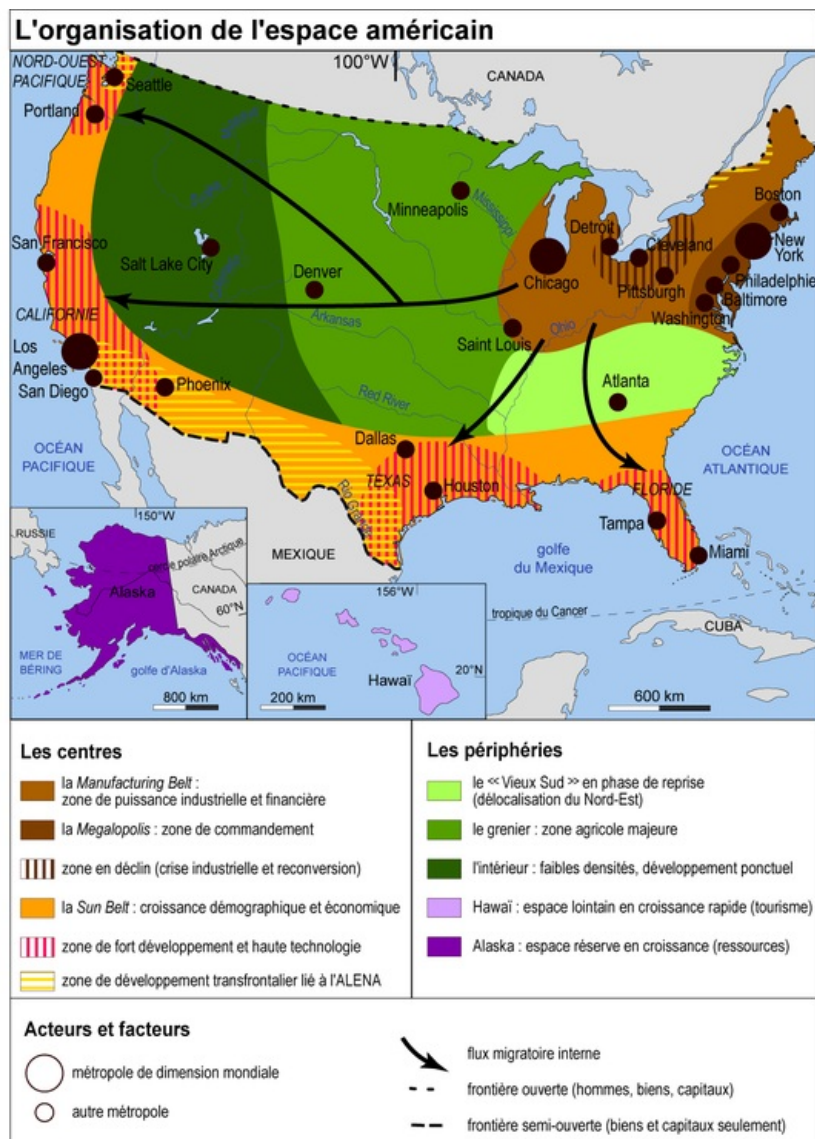 L'organisation de l'espace américain
100°W
CANADA
NORD-OUEST
PACIFIQUE
Seattle
Portland
Minneapolis
Mississippi
Boston
Detroit
Cleveland
New
York
San Francisco
Salt Lake City
Denver
Chicago
Pittsburgh
Philadelphie
Baltimore
Washington
CALIFORNIE
Arkansas
Saint Louis
Ohio
Los
Angeles
San Diego
Phoenix
Red River
Atlanta
OCÉAN
PACIFIQUE
Dallas
TEXAS
Houston
Rio Grande
FLORIDE
OCÉAN
ATLANTIQUE
Tampa
Miami
MEXIQUE
golfe
du Mexique
tropique du Cancer
CUBA
600 km
150°W
RUSSIE
cercle polaire Arctique
Alaska
CANADA
60°N
MER DE
BÉRING
golfe d'Alaska
800 km
156°W
OCÉAN
PACIFIQUE
Hawaï
20°N
200 km
Les centres
la Manufacturing Belt :
zone de puissance industrielle et financière
la Megalopolis : zone de commandement
zone en déclin (crise industrielle et reconversion)
la Sun Belt : croissance démographique et économique
zone de fort développement et haute technologie
zone de développement transfrontalier lié à l'ALENA
Les périphéries
le << Vieux Sud >> en phase de reprise
(délocalisation du Nord-Est)
le grenier : zone agricole majeure
l'intérieur : faibles densités, développement ponctuel
Hawaï : espace lointain en croissance rapide (tourisme)
Alaska : espace réserve en croissance (ressources)
Acteurs et facteurs
métropole de dimension mondiale
autre métropole
flux migratoire interne
frontière ouverte (hommes, biens, capitaux)
frontière semi-ouverte (biens et capitaux seulement)